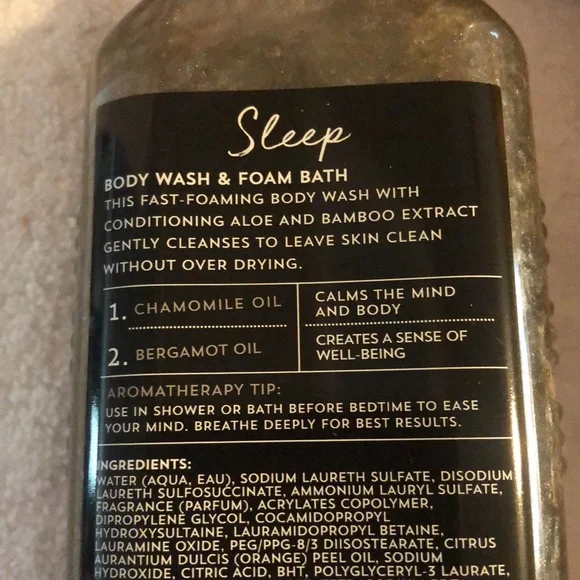 Sleep
BODY WASH & FOAM BATH
THIS FAST-FOAMING BODY WASH WITH
CONDITIONING ALOE AND BAMBOO EXTRACT
GENTLY CLEANSES TO LEAVE SKIN CLEAN
WITHOUT OVER DRYING.
1. CHAMOMILE OIL
CALMS THE MIND
AND BODY
2. BERGAMOT OIL
CREATES A SENSE OF
WELL-BEING
AROMATHERAPY TIP:
USE IN SHOWER OR BATH BEFORE BEDTIME TO EASE
YOUR MIND. BREATHE DEEPLY FOR BEST RESULTS.
INGREDIENTS:
WATER (AQUA, EAU), SODIUM LAURETH SULFATE, DISODIUM
LAURETH SULFOSUCCINATE, AMMONIUM LAURYL SULFATE,
FRAGRANCE (PARFUM), ACRYLATES COPOLYMER,
DIPROPYLENE GLYCOL, COCAMIDOPROPYL
HYDROXYSULTAINE, LAURAMIDOPROPYL BETAINE,
LAURAMINE OXIDE, PEG/PPG-8/3 DIISOSTEARATE, CITRUS
AURANTIUM DULCIS (ORANGE) PEEL OIL, SODIUM
HYDROXIDE, CITRIC ACID, BHT, POLYGLYCERYL-3 LAURATE,